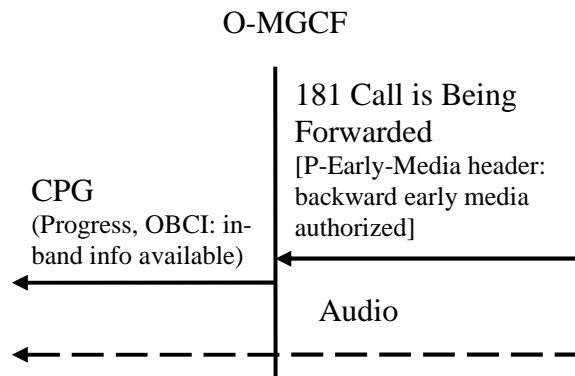 O-MGCF
181 Call is Being
Forwarded
[P-Early-Media header:
backward early media
authorized]
CPG
(Progress, OBCI: in-
band info available)
Audio